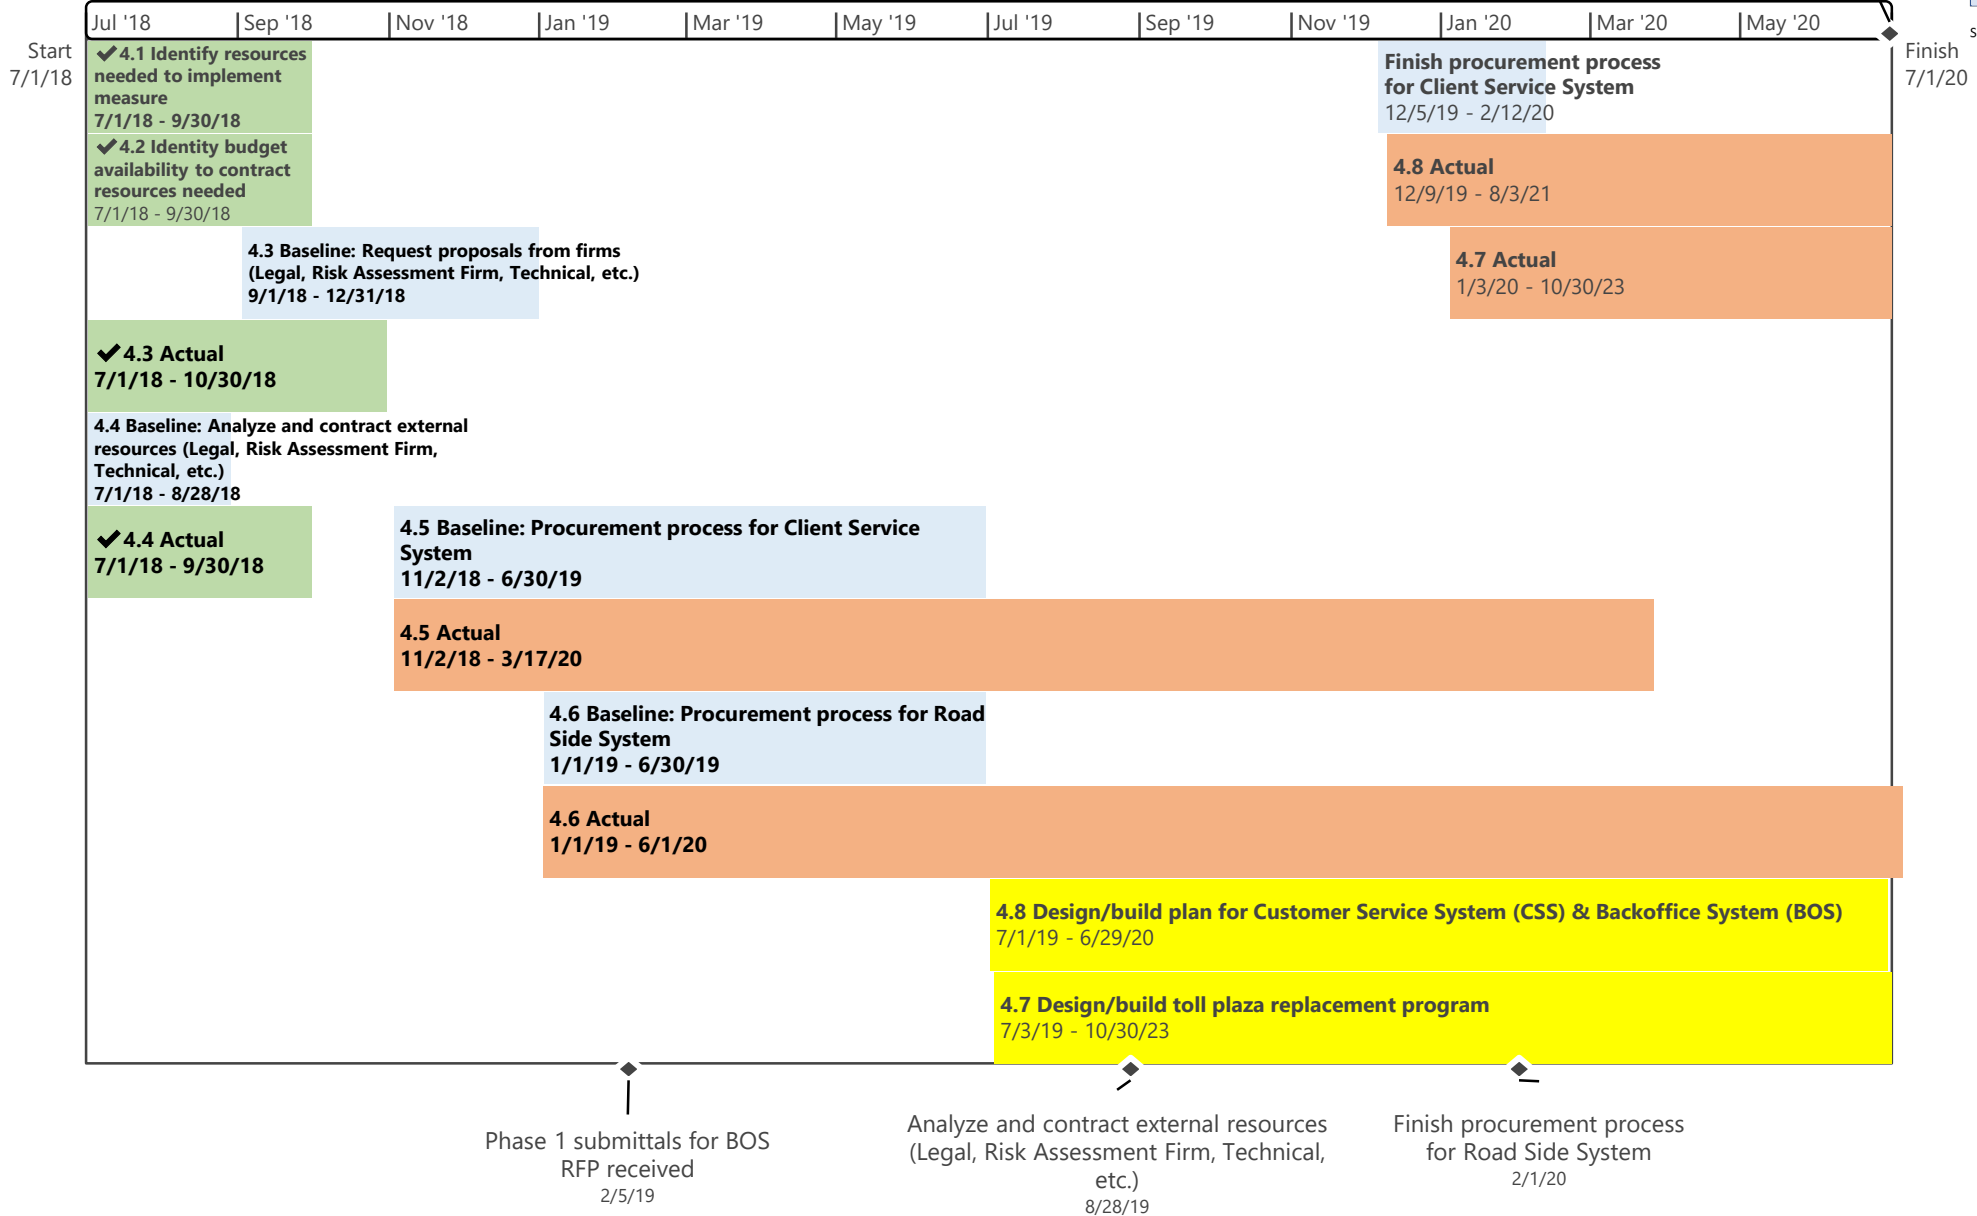 Jul '18 Sep '18 Nov '18 Jan '19 Mar '19 May '19 Jul '19 Sep '19 Nov '19 Jan '20 Mar '20 May '20
Start
7/1/18
Finish
7/1/20
s
✔4.1 Identify resources
needed to implement
measure
7/1/18 - 9/30/18
Finish procurement process
for Client Service System
12/5/19 - 2/12/20
✔4.2 Identity budget
availability to contract
resources needed
7/1/18 - 9/30/18
4.8 Actual
12/9/19 - 8/3/21
4.3 Baseline: Request proposals from firms
(Legal, Risk Assessment Firm, Technical, etc.)
9/1/18 - 12/31/18
4.7 Actual
1/3/20 - 10/30/23
✔4.3 Actual
7/1/18 - 10/30/18
4.4 Baseline: Analyze and contract external
resources (Legal, Risk Assessment Firm,
Technical, etc.)
7/1/18 - 8/28/18
✔4.4 Actual
7/1/18 - 9/30/18
4.5 Baseline: Procurement process for Client Service
System
11/2/18 - 6/30/19
4.5 Actual
11/2/18 - 3/17/20
4.6 Baseline: Procurement process for Road
Side System
1/1/19 - 6/30/19
4.6 Actual
1/1/19 - 6/1/20
4.8 Design/build plan for Customer Service System (CSS) & Backoffice System (BOS)
7/1/19 - 6/29/20
4.7 Design/build toll plaza replacement program
7/3/19 - 10/30/23
Phase 1 submittals for BOS
RFP received
2/5/19
Analyze and contract external resources
(Legal, Risk Assessment Firm, Technical,
etc.)
8/28/19
Finish procurement process
for Road Side System
2/1/20